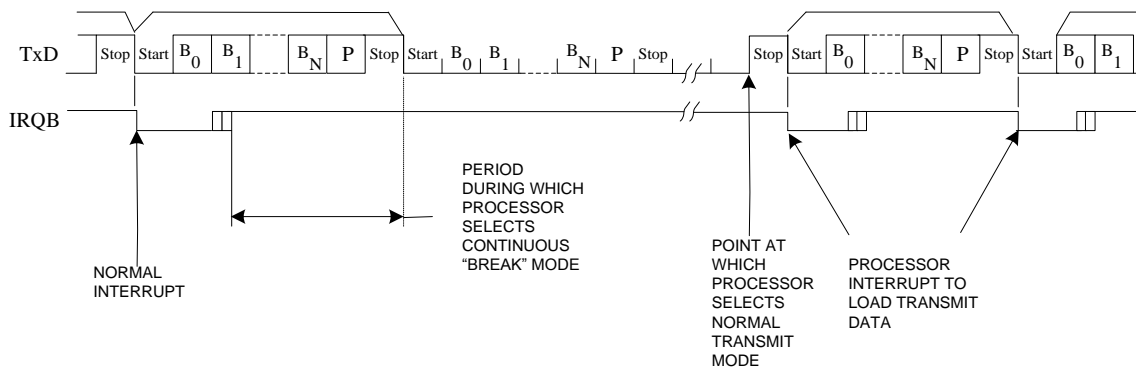 TxD Stop Start B0 B1 BN P Stop Start B0 B1 BN P Stop Stop Start B0 BN P Stop Start B0 B1
IRQB
NORMAL
INTERRUPT
PERIOD
DURING WHICH
PROCESSOR
SELECTS
CONTINUOUS
“BREAK” MODE
POINT AT
WHICH
PROCESSOR
SELECTS
NORMAL
TRANSMIT
MODE
PROCESSOR
INTERRUPT TO
LOAD TRANSMIT
DATA